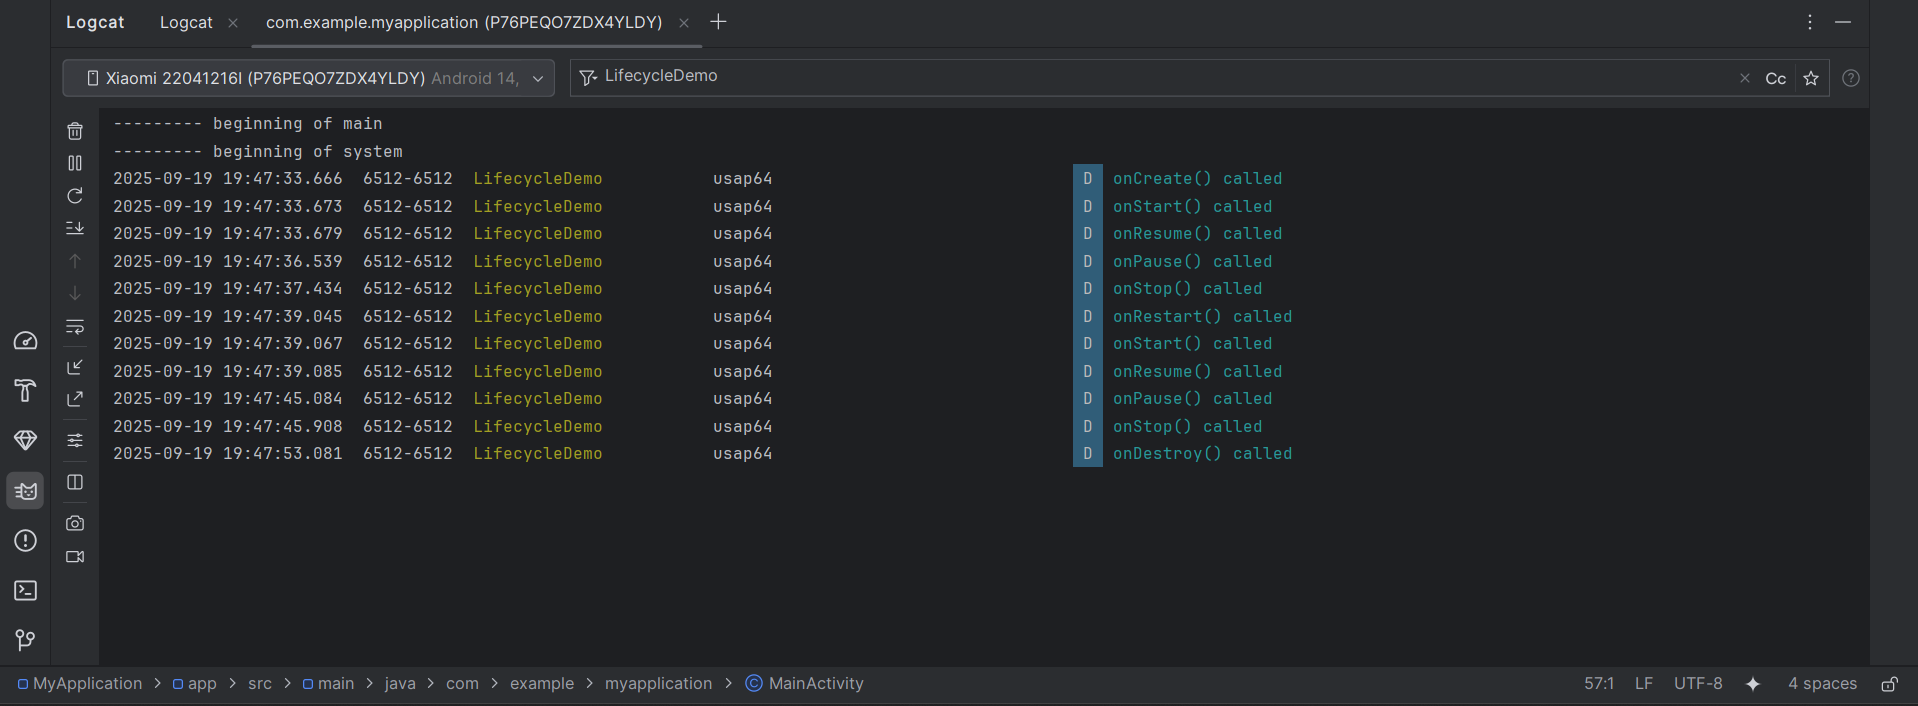 Logcat Logcat com.example.myapplication (P76PEQO7ZDX4YLDY)
Xiaomi 22041216I (P76PEQO7ZDX4YLDY) Android 14, LifecycleDemo Cc
--------- beginning of main
--------- beginning of system
2025-09-19 19:47:33.666 6512-6512 LifecycleDemo usap64 D onCreate() called
2025-09-19 19:47:33.673 6512-6512 LifecycleDemo usap64 D onStart() called
2025-09-19 19:47:33.679 6512-6512 LifecycleDemo usap64 D onResume() called
2025-09-19 19:47:36.539 6512-6512 LifecycleDemo usap64 D onPause() called
2025-09-19 19:47:37.434 6512-6512 LifecycleDemo usap64 D onStop() called
2025-09-19 19:47:39.045 6512-6512 LifecycleDemo usap64 D onRestart() called
2025-09-19 19:47:39.067 6512-6512 LifecycleDemo usap64 D onStart() called
2025-09-19 19:47:39.085 6512-6512 LifecycleDemo usap64 D onResume() called
2025-09-19 19:47:45.084 6512-6512 LifecycleDemo usap64 D onPause() called
2025-09-19 19:47:45.908 6512-6512 LifecycleDemo usap64 D onStop() called
2025-09-19 19:47:53.081 6512-6512 LifecycleDemo usap64 D onDestroy() called
MyApplication > app > src > main > java > com > example > myapplication > MainActivity 57:1 LF UTF-8 4 spaces